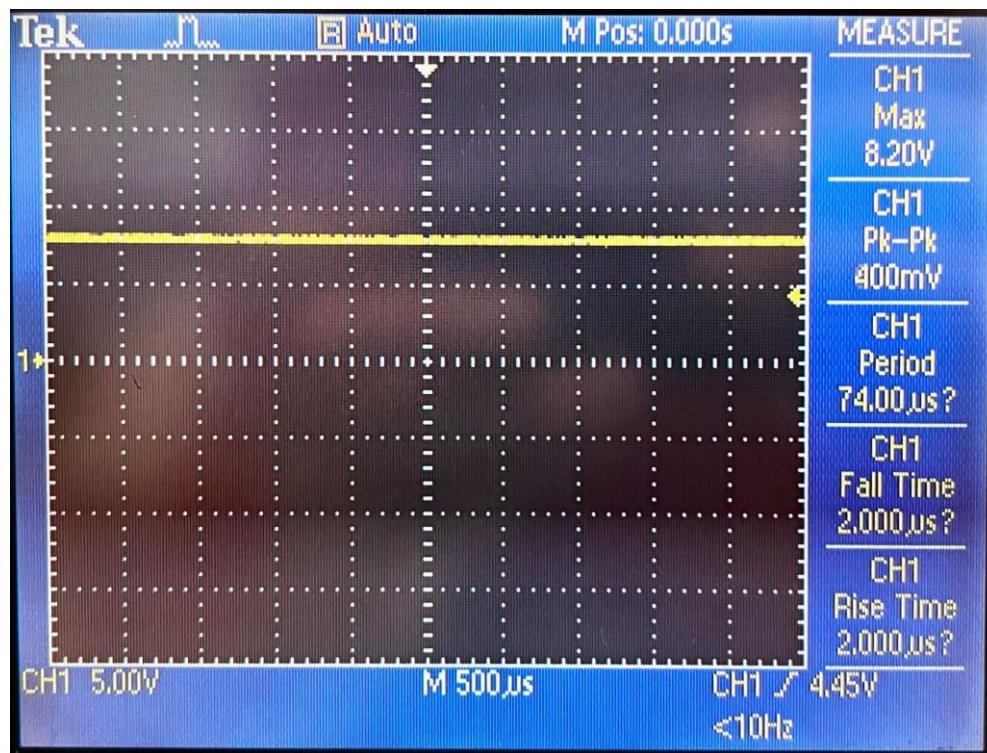 Tek R Auto M Pos: 0.000s MEASURE
CH1
Max
8.20V
CH1
Pk-Pk
400mV
CH1
Period
74.00µs?
CH1
Fall Time
2.000µs?
CH1
Rise Time
2.000µs?
1
CH1 5.00V M 500µs CH1 4.45V
<10Hz